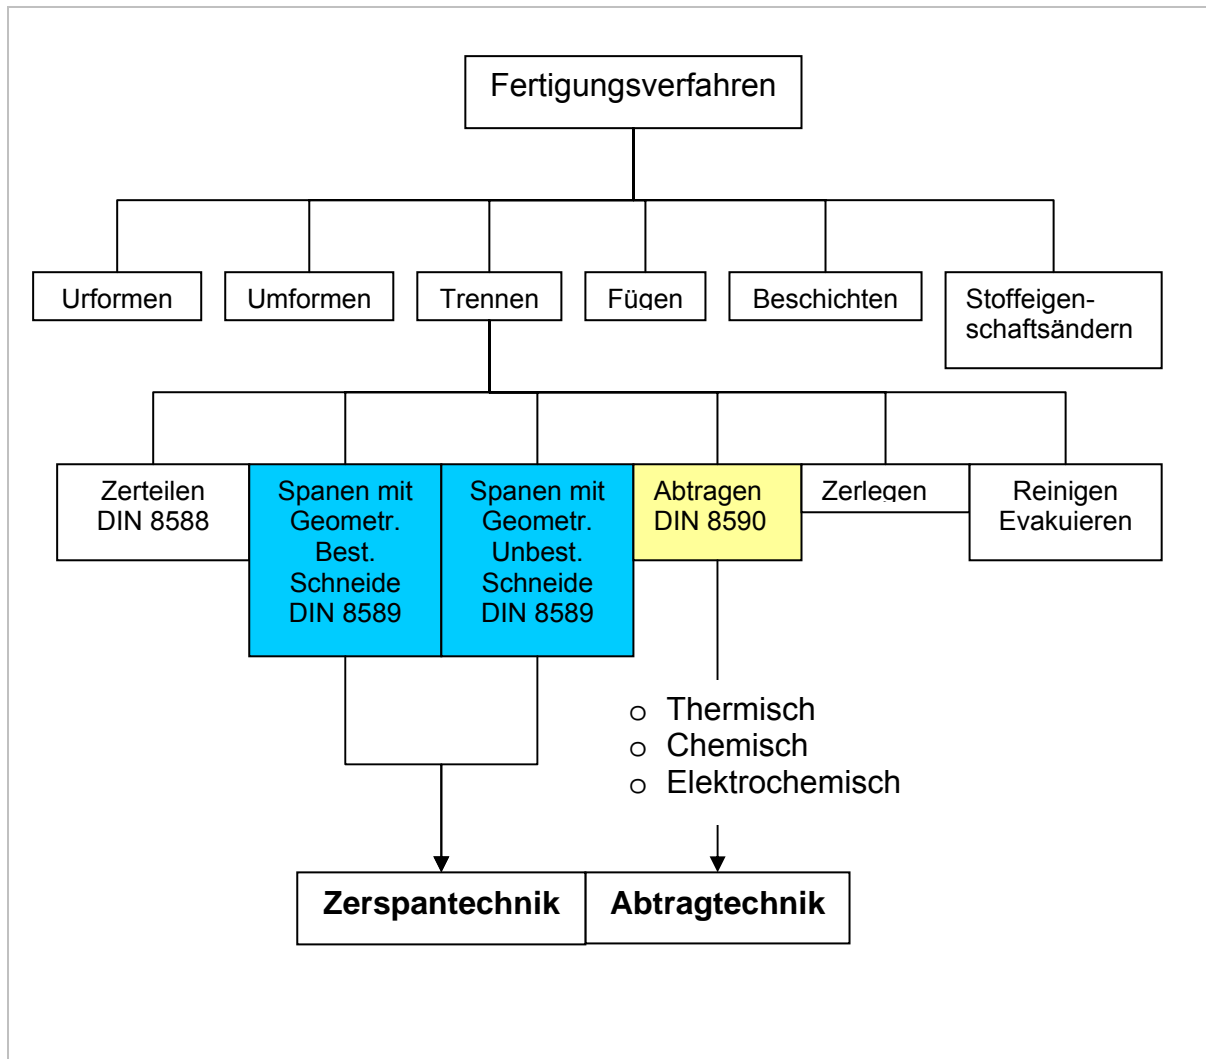 Fertigungsverfahren
Urformen
Umformen
Trennen
Fügen
Beschichten
Stoffeigen-
schaftsändern
Zerteilen
DIN 8588
Spanen mit
Geometr.
Best.
Schneide
DIN 8589
Spanen mit
Geometr.
Unbest.
Schneide
DIN 8589
Abtragen
DIN 8590
Zerlegen
Reinigen
Evakuieren
o Thermisch
o Chemisch
o Elektrochemisch
Zerspantechnik
Abtragtechnik